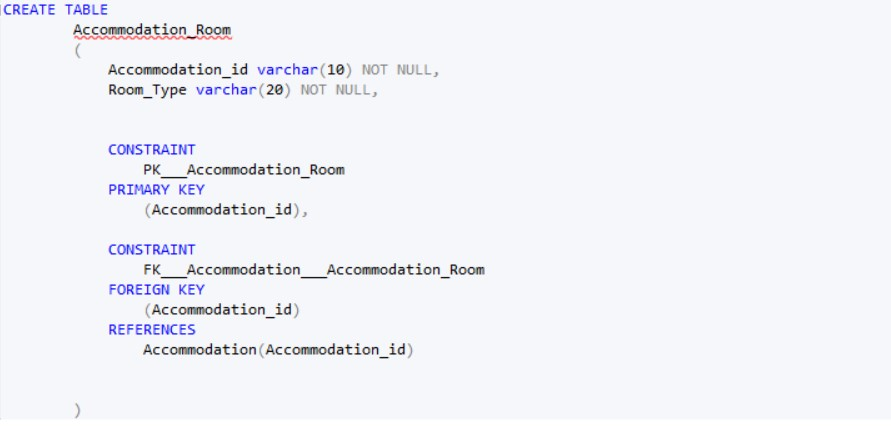 CREATE TABLE
Accommodation_Room
(
Accommodation_id varchar(10) NOT NULL,
Room_Type varchar(20) NOT NULL,
CONSTRAINT
PK___Accommodation_Room
PRIMARY KEY
(Accommodation_id),
CONSTRAINT
FK___Accommodation___Accommodation_Room
FOREIGN KEY
(Accommodation_id)
REFERENCES
Accommodation(Accommodation_id)
)